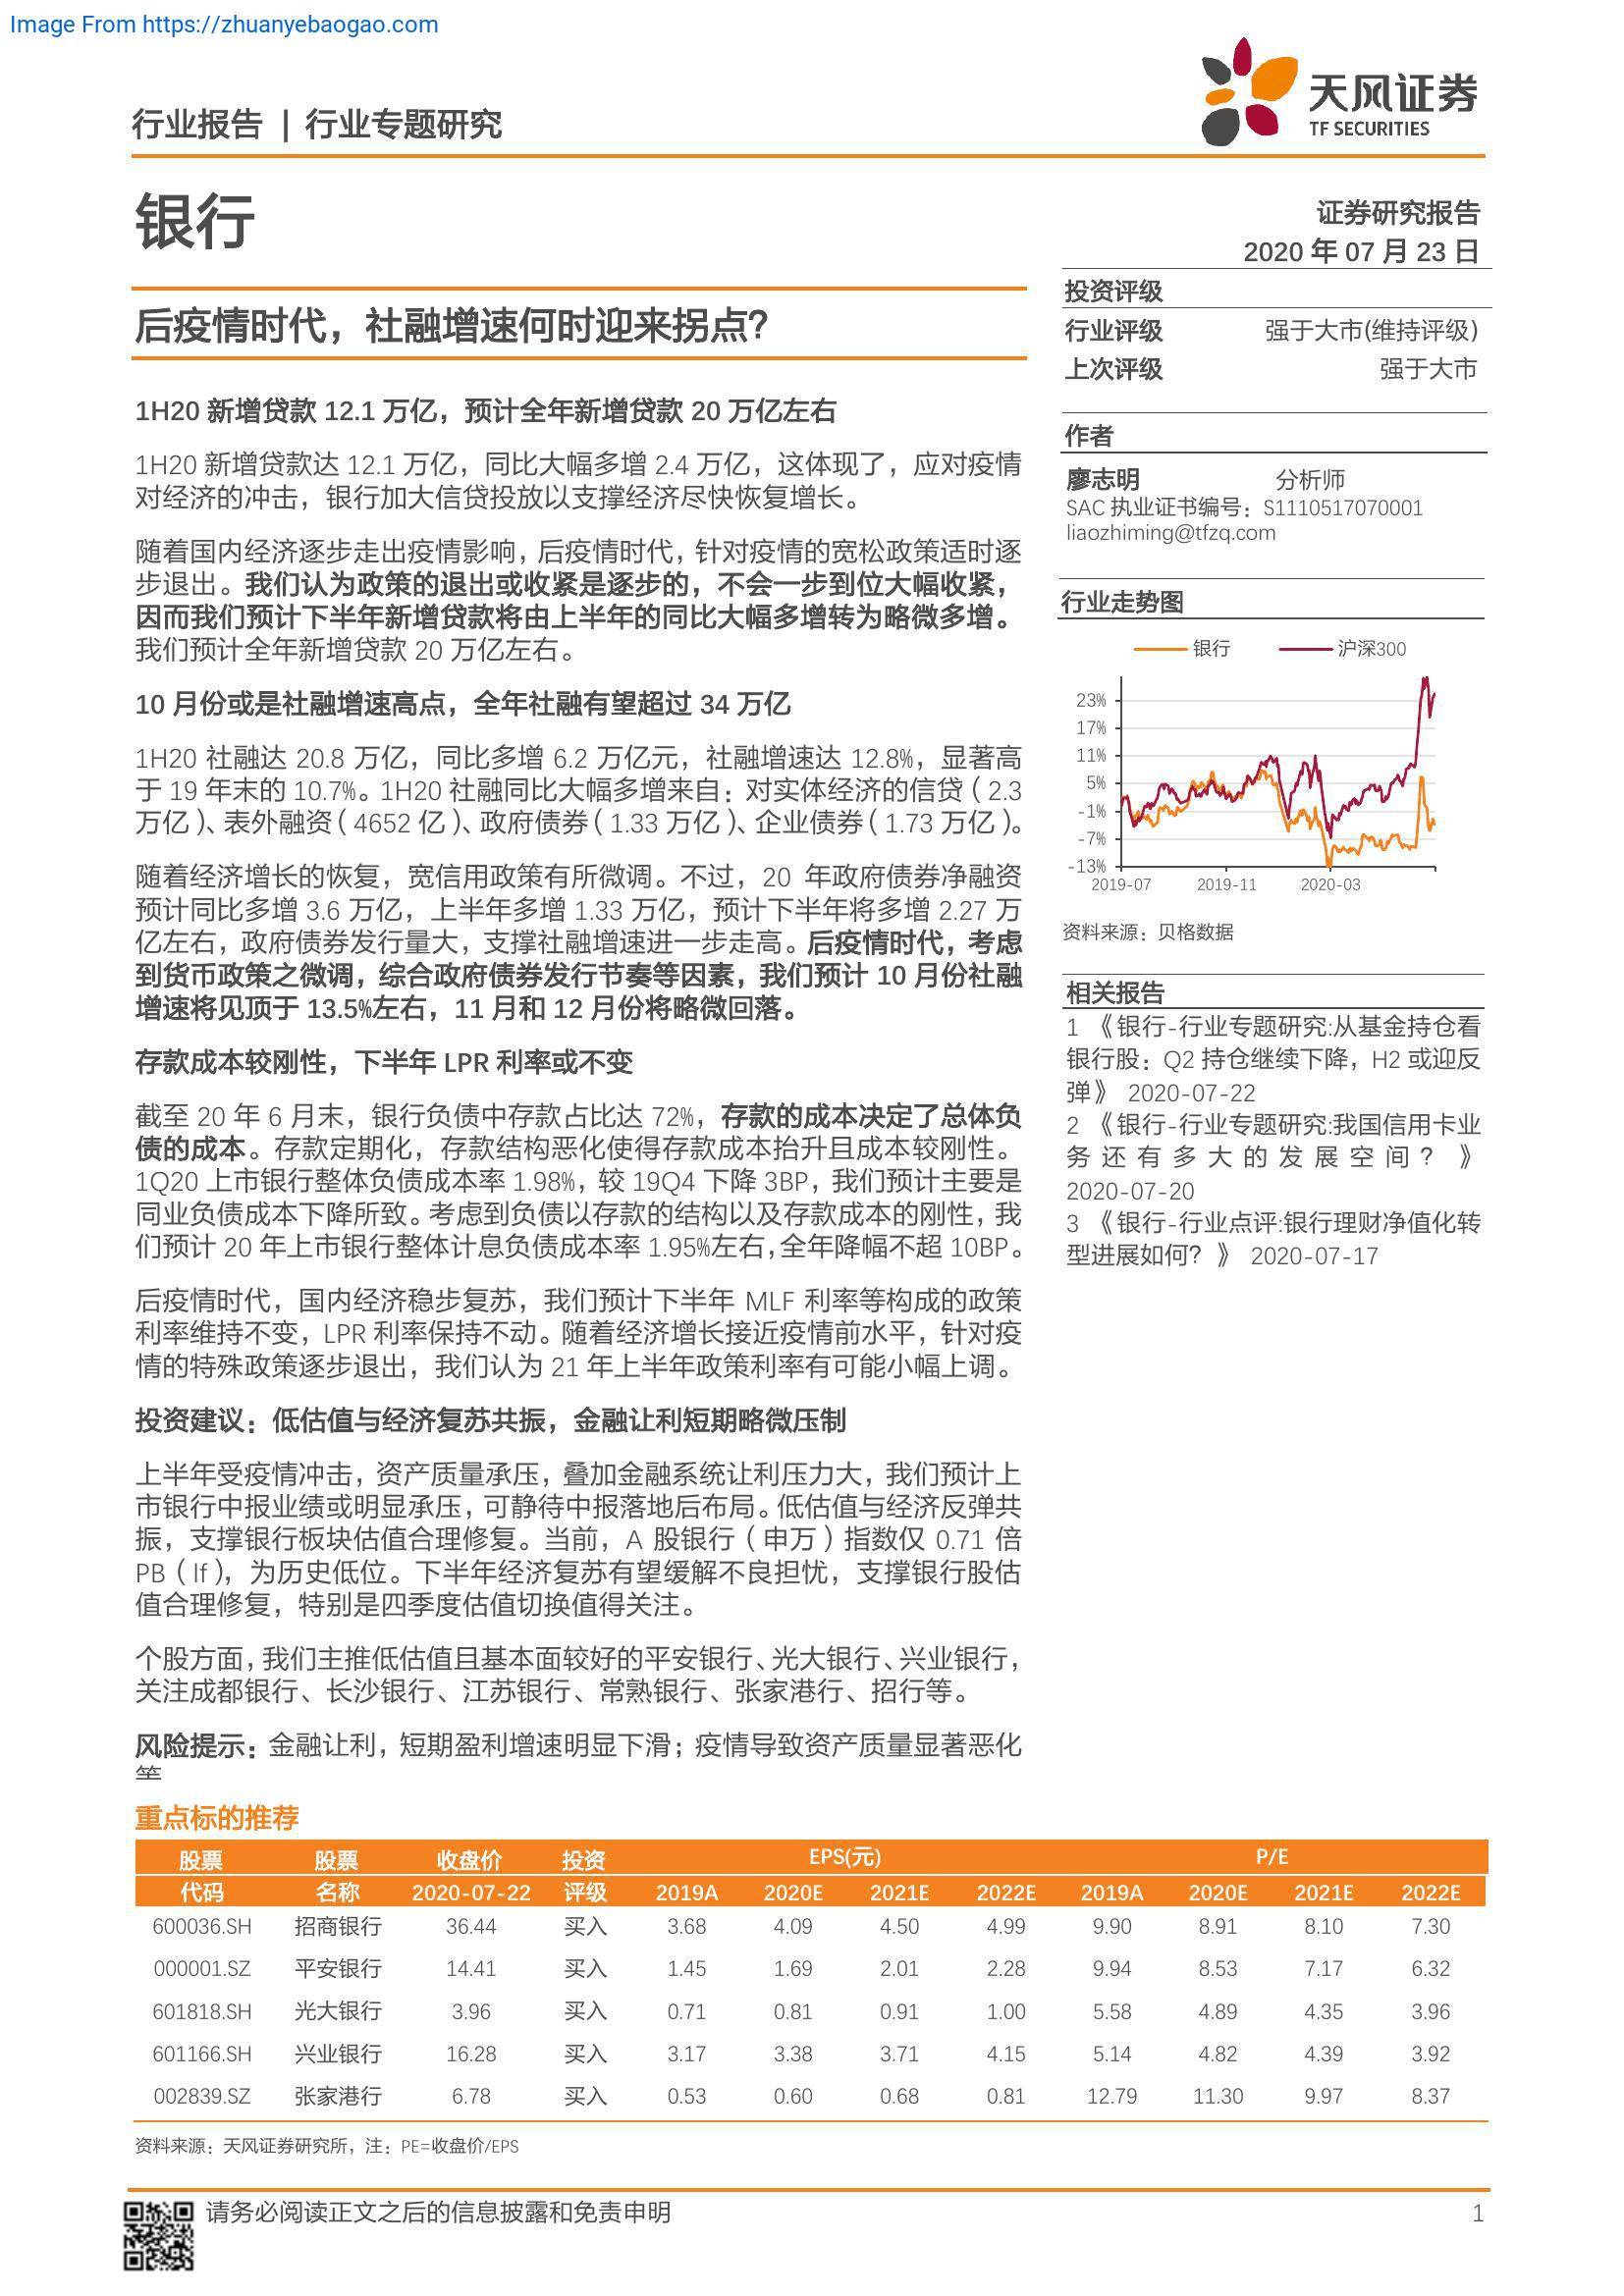 Image From https://zhuanyebaogao.com
行业报告 | 行业专题研究
天风证券
TF SECURITIES
银行
后疫情时代，社融增速何时迎来拐点？
1H20 新增贷款 12.1 万亿，预计全年新增贷款 20 万亿左右
1H20 新增贷款达 12.1 万亿，同比大幅多增 2.4 万亿，这体现了，应对疫情
对经济的冲击，银行加大信贷投放以支撑经济尽快恢复增长。
随着国内经济逐步走出疫情影响，后疫情时代，针对疫情的宽松政策适时逐
步退出。我们认为政策的退出或收紧是逐步的，不会一步到位大幅收紧，
因而我们预计下半年新增贷款将由上半年的同比大幅多增转为略微多增。
我们预计全年新增贷款 20 万亿左右。
10 月份或是社融增速高点，全年社融有望超过 34 万亿
1H20 社融达 20.8 万亿，同比多增 6.2 万亿元，社融增速达 12.8%，显著高
于 19 年末的 10.7%。1H20 社融同比大幅多增来自：对实体经济的信贷（2.3
万亿）、表外融资（4652 亿）、政府债券（1.33 万亿）、企业债券（1.73 万亿）。
随着经济增长的恢复，宽信用政策有所微调。不过，20 年政府债券净融资
预计同比多增 3.6 万亿，上半年多增 1.33 万亿，预计下半年将多增 2.27 万
亿左右，政府债券发行量大，支撑社融增速进一步走高。后疫情时代，考虑
到货币政策之微调，综合政府债券发行节奏等因素，我们预计 10 月份社融
增速将见顶于 13.5%左右，11 月和 12 月份将略微回落。
存款成本较刚性，下半年 LPR 利率或不变
截至 20 年 6 月末，银行负债中存款占比达 72%，存款的成本决定了总体负
债的成本。存款定期化，存款结构恶化使得存款成本抬升且成本较刚性。
1Q20 上市银行整体负债成本率 1.98%，较 19Q4 下降 3BP，我们预计主要是
同业负债成本下降所致。考虑到负债以存款的结构以及存款成本的刚性，我
们预计 20 年上市银行整体计息负债成本率 1.95%左右，全年降幅不超 10BP。
后疫情时代，国内经济稳步复苏，我们预计下半年 MLF 利率等构成的政策
利率维持不变，LPR 利率保持不动。随着经济增长接近疫情前水平，针对疫
情的特殊政策逐步退出，我们认为 21 年上半年政策利率有可能小幅上调。
投资建议：低估值与经济复苏共振，金融让利短期略微压制
上半年受疫情冲击，资产质量承压，叠加金融系统让利压力大，我们预计上
市银行中报业绩或明显承压，可静待中报落地后布局。低估值与经济反弹共
振，支撑银行板块估值合理修复。当前，A 股银行（申万）指数仅 0.71 倍
PB（lf），为历史低位。下半年经济复苏有望缓解不良担忧，支撑银行股估
值合理修复，特别是四季度估值切换值得关注。
个股方面，我们主推低估值且基本面较好的平安银行、光大银行、兴业银行，
关注成都银行、长沙银行、江苏银行、常熟银行、张家港行、招行等。
风险提示：金融让利，短期盈利增速明显下滑；疫情导致资产质量显著恶化
等
证券研究报告
2020 年 07 月 23 日
投资评级
行业评级 强于大市(维持评级)
上次评级 强于大市
作者
廖志明 分析师
SAC 执业证书编号：S1110517070001
liaozhiming@tfzq.com
行业走势图
银行 沪深300
23%
17%
11%
5%
-1%
-7%
-13%
2019-07 2019-11 2020-03
资料来源：贝格数据
相关报告
1 《银行-行业专题研究:从基金持仓看
银行股：Q2 持仓继续下降，H2 或迎反
弹》 2020-07-22
2 《银行-行业专题研究:我国信用卡业
务还有多大的发展空间？》
2020-07-20
3 《银行-行业点评:银行理财净值化转
型进展如何？》 2020-07-17
重点标的推荐
股票 股票 收盘价 投资 EPS(元) P/E
代码 名称 2020-07-22 评级 2019A 2020E 2021E 2022E 2019A 2020E 2021E 2022E
600036.SH 招商银行 36.44 买入 3.68 4.09 4.50 4.99 9.90 8.91 8.10 7.30
000001.SZ 平安银行 14.41 买入 1.45 1.69 2.01 2.28 9.94 8.53 7.17 6.32
601818.SH 光大银行 3.96 买入 0.71 0.81 0.91 1.00 5.58 4.89 4.35 3.96
601166.SH 兴业银行 16.28 买入 3.17 3.38 3.71 4.15 5.14 4.82 4.39 3.92
002839.SZ 张家港行 6.78 买入 0.53 0.60 0.68 0.81 12.79 11.30 9.97 8.37
资料来源：天风证券研究所，注：PE=收盘价/EPS
请务必阅读正文之后的信息披露和免责申明 1